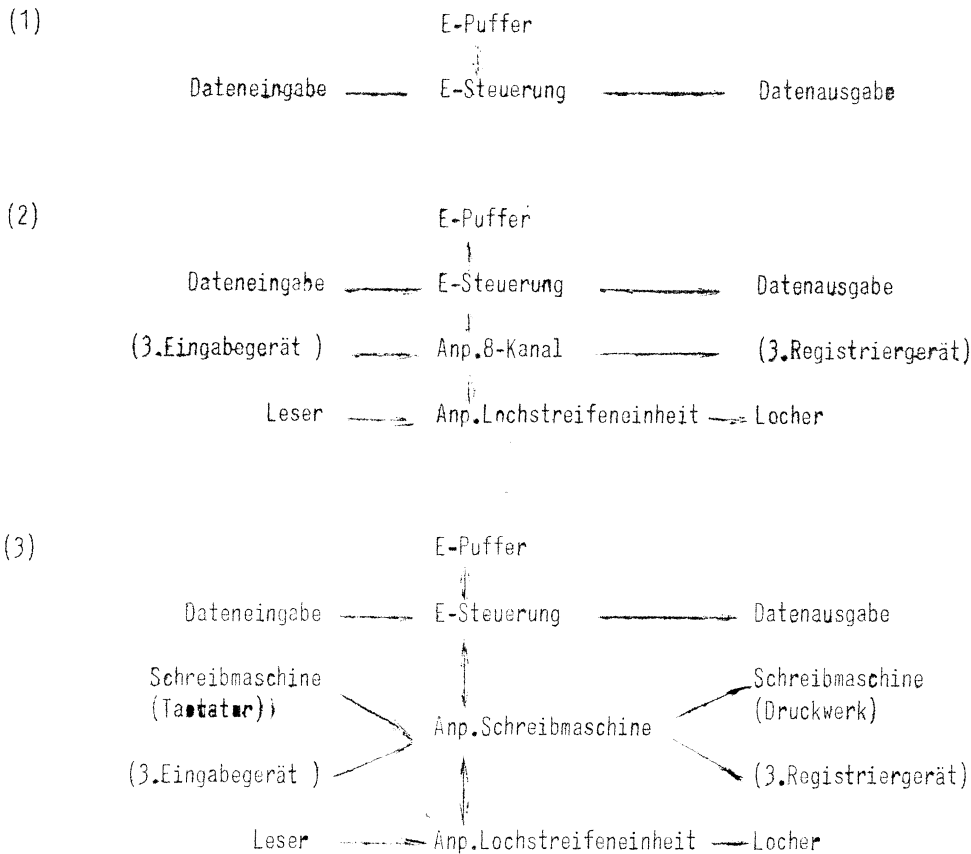 (1)
E-Puffer
Dateneingabe E-Steuerung Datenausgabe
(2)
E-Puffer
Dateneingabe E-Steuerung Datenausgabe
(3.Eingabegerät ) Anp.8-Kanal (3.Registriergerät)
Leser Anp.Lochstreifeneinheit Locher
(3)
E-Puffer
Dateneingabe E-Steuerung Datenausgabe
Schreibmaschine Schreibmaschine
(Tastatur)) (Druckwerk)
Anp.Schreibmaschine
(3.Eingabegerät ) (3.Registriergerät)
Leser Anp.Lochstreifeneinheit Locher